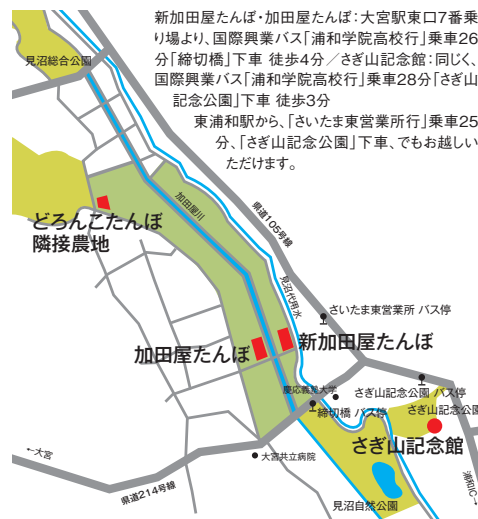 新加田屋たんぼ・加田屋たんぼ：大宮駅東口7番乗
り場より、国際興業バス「浦和学院高校行」乗車26
分「締切橋」下車 徒歩4分／さぎ山記念館：同じく、
国際興業バス「浦和学院高校行」乗車28分「さぎ山
記念公園」下車 徒歩3分
東浦和駅から、「さいたま東営業所行」乗車25
分、「さぎ山記念公園」下車、でもお越しい
ただけます。
見沼総合公園
加田屋川
県道105号線
どろんこたんぼ
隣接農地
見沼代用水
さいたま東営業所 バス停
新加田屋たんぼ
加田屋たんぼ
慶応義塾大学
さぎ山記念公園 バス停
締切橋 バス停
さぎ山記念公園
さぎ山記念館
←大宮
大宮共立病院
県道214号線
浦和IC→
見沼自然公園